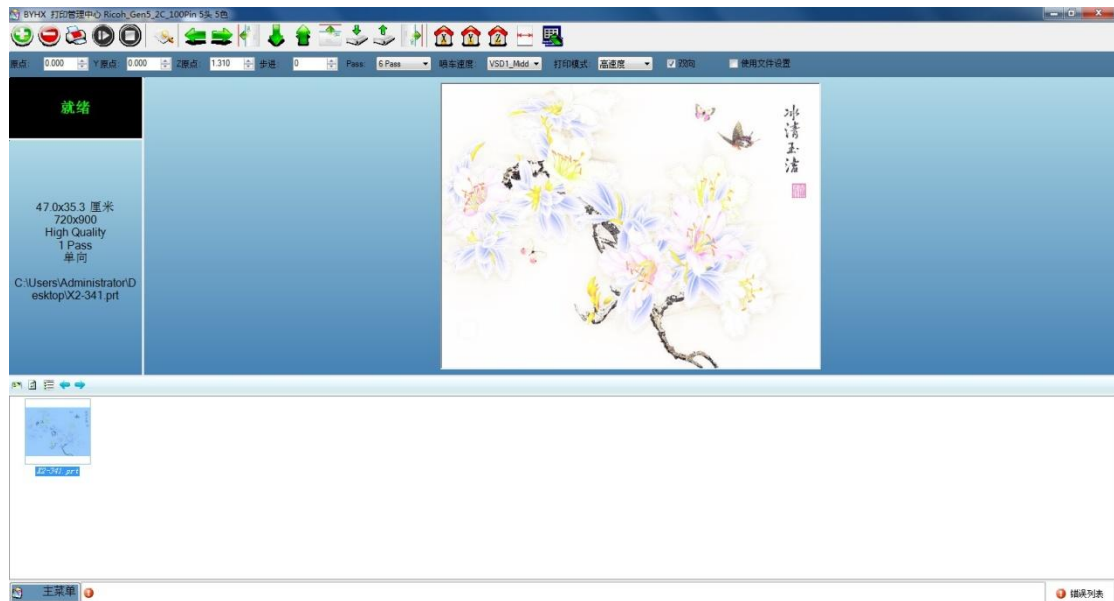 BYHX 打印管理中心 Ricoh_Gen5_2C_100Pin 5头 5色
原点: 0.000 Y原点: 0.000 Z原点: 1.310 步进: 0 Pass: 6 Pass 喷车速度: VSD1_Midd 打印模式: 高速度 双向 使用文件设置
就绪
冰清玉洁
47.0x35.3 厘米
720x900
High Quality
1 Pass
单向
C:\Users\Administrator\D
esktop\X2-341.prt
X2-341.prt
主菜单 错误列表